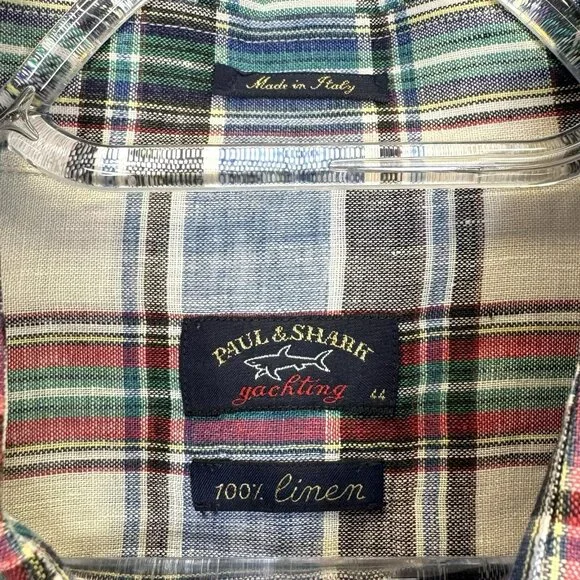 Made in Italy
PAUL & SHARK
yachting
44
100% linen